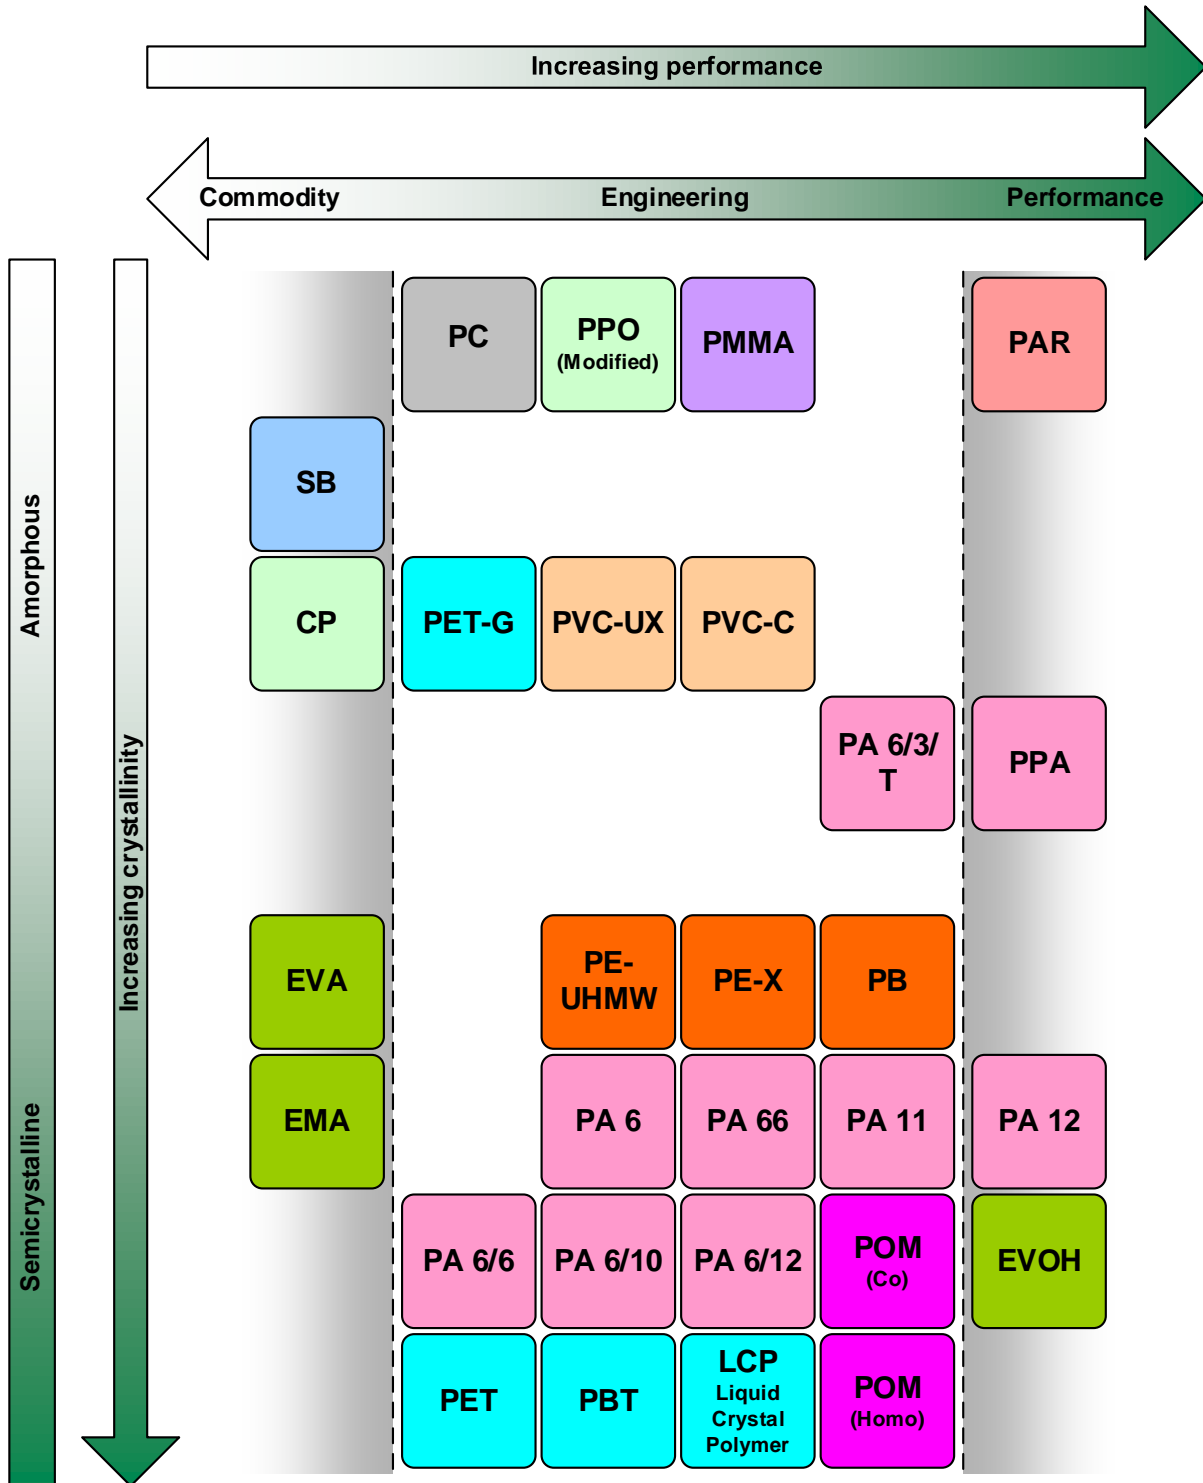 Increasing performance
Commodity
Engineering
Performance
Amorphous
Semicrystalline
Increasing crystallinity
PC
PPO
(Modified)
PMMA
PAR
SB
CP
PET-G
PVC-UX
PVC-C
PA 6/3/
T
PPA
EVA
PE-
UHMW
PE-X
PB
EMA
PA 6
PA 66
PA 11
PA 12
PA 6/6
PA 6/10
PA 6/12
POM
(Co)
EVOH
PET
PBT
LCP
Liquid
Crystal
Polymer
POM
(Homo)